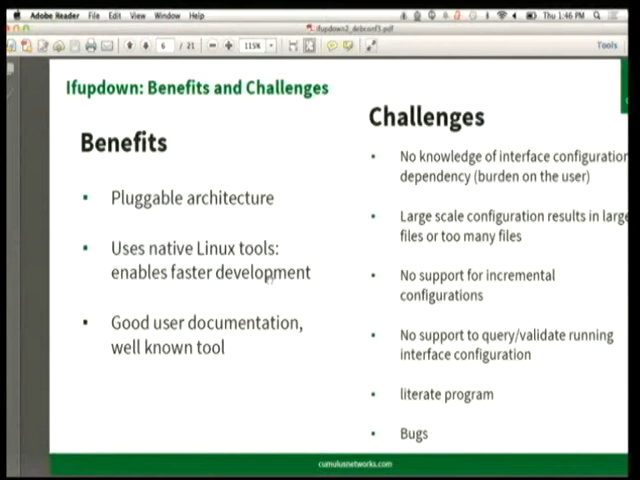 Adobe Reader File Edit View Window Help
Thu 1:46 PM
ifupdown2_debconf1.pdf
6 / 21
115%
Tools
Ifupdown: Benefits and Challenges
Benefits
• Pluggable architecture
• Uses native Linux tools:
enables faster development
• Good user documentation,
well known tool
Challenges
• No knowledge of interface configuration
dependency (burden on the user)
• Large scale configuration results in large
files or too many files
• No support for incremental
configurations
• No support to query/validate running
interface configuration
• literate program
• Bugs
cumulusnetworks.com